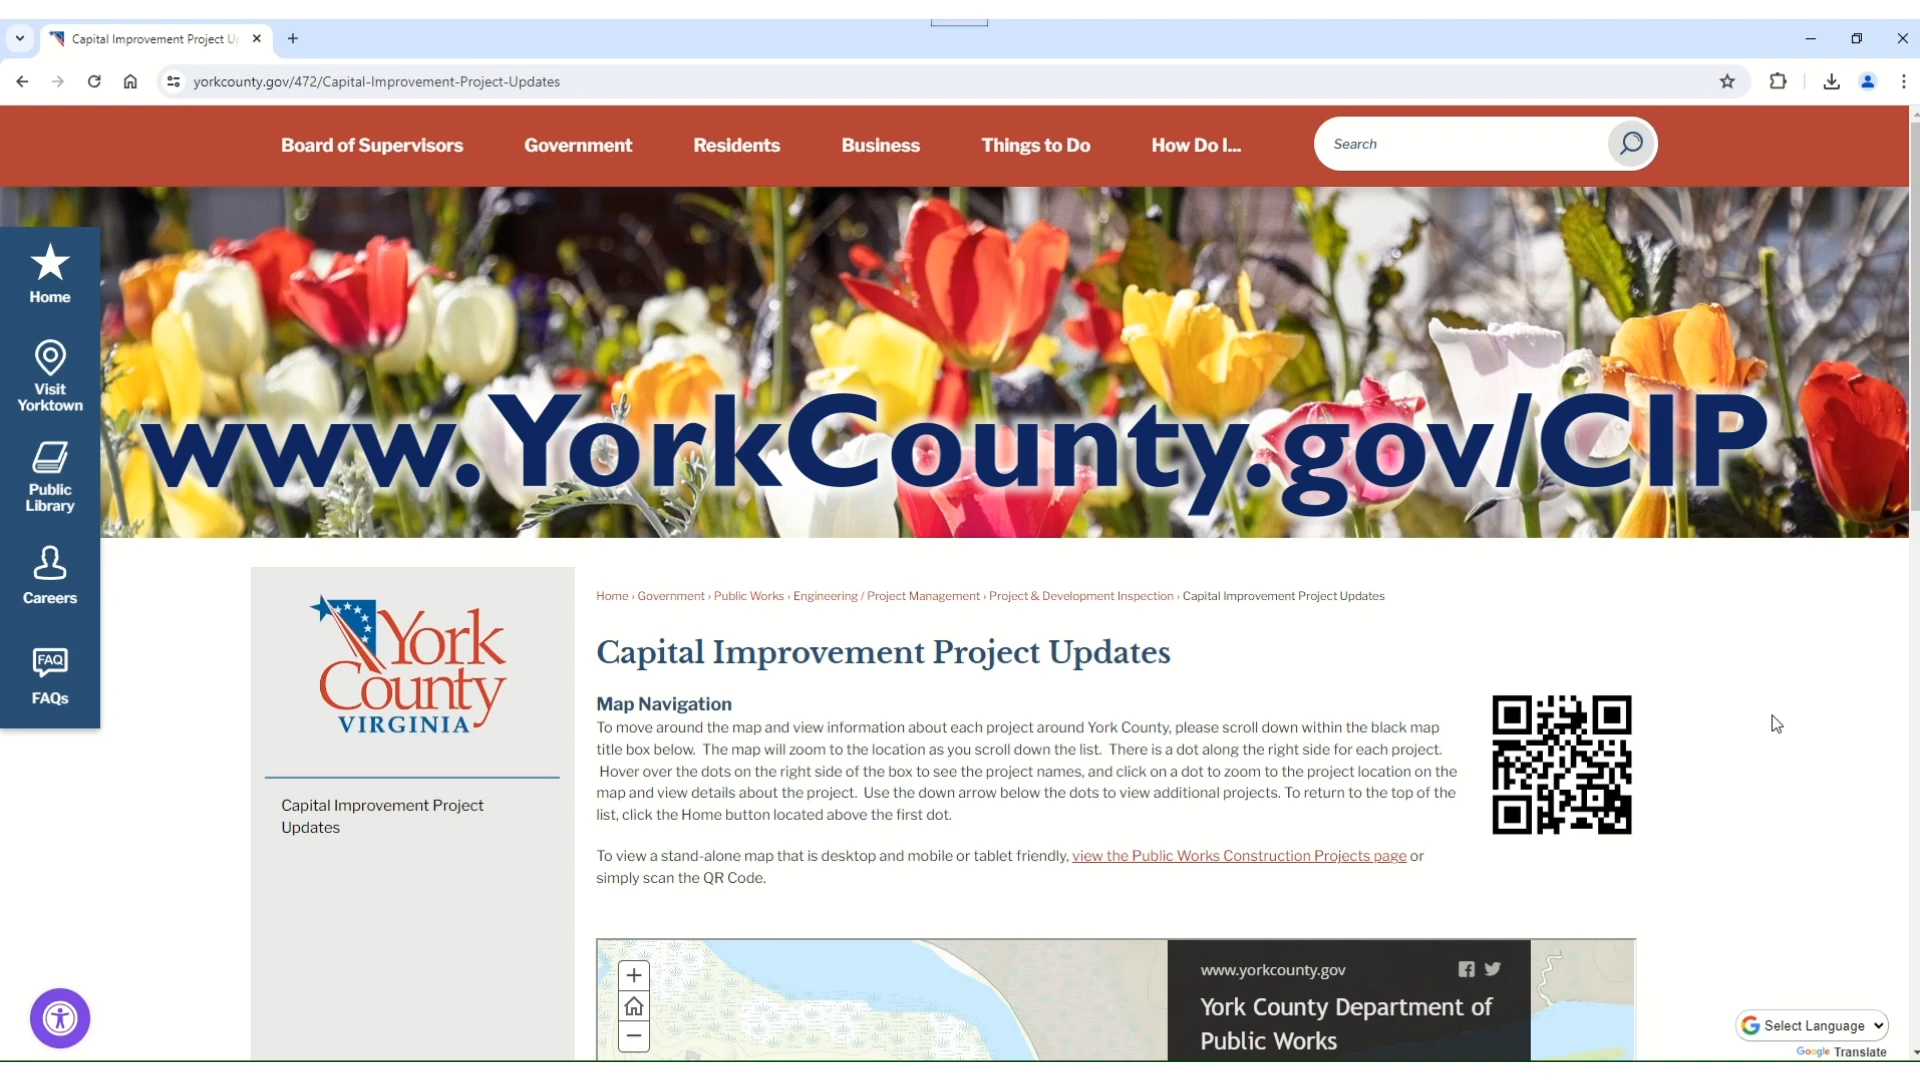 Capital Improvement Project U
yorkcounty.gov/472/Capital-Improvement-Project-Updates
Board of Supervisors
Government
Residents
Business
Things to Do
How Do I...
Search
Home
Visit
Yorktown
Public
Library
Careers
FAQ
FAQs
www.YorkCounty.gov/CIP
York
County
VIRGINIA
Capital Improvement Project
Updates
Home › Government › Public Works › Engineering / Project Management › Project & Development Inspection › Capital Improvement Project Updates
Capital Improvement Project Updates
Map Navigation
To move around the map and view information about each project around York County, please scroll down within the black map
title box below.  The map will zoom to the location as you scroll down the list.  There is a dot along the right side for each project.
Hover over the dots on the right side of the box to see the project names, and click on a dot to zoom to the project location on the
map and view details about the project.  Use the down arrow below the dots to view additional projects. To return to the top of the
list, click the Home button located above the first dot.
To view a stand-alone map that is desktop and mobile or tablet friendly, view the Public Works Construction Projects page or
simply scan the QR Code.
www.yorkcounty.gov
York County Department of
Public Works
Select Language
Google Translate